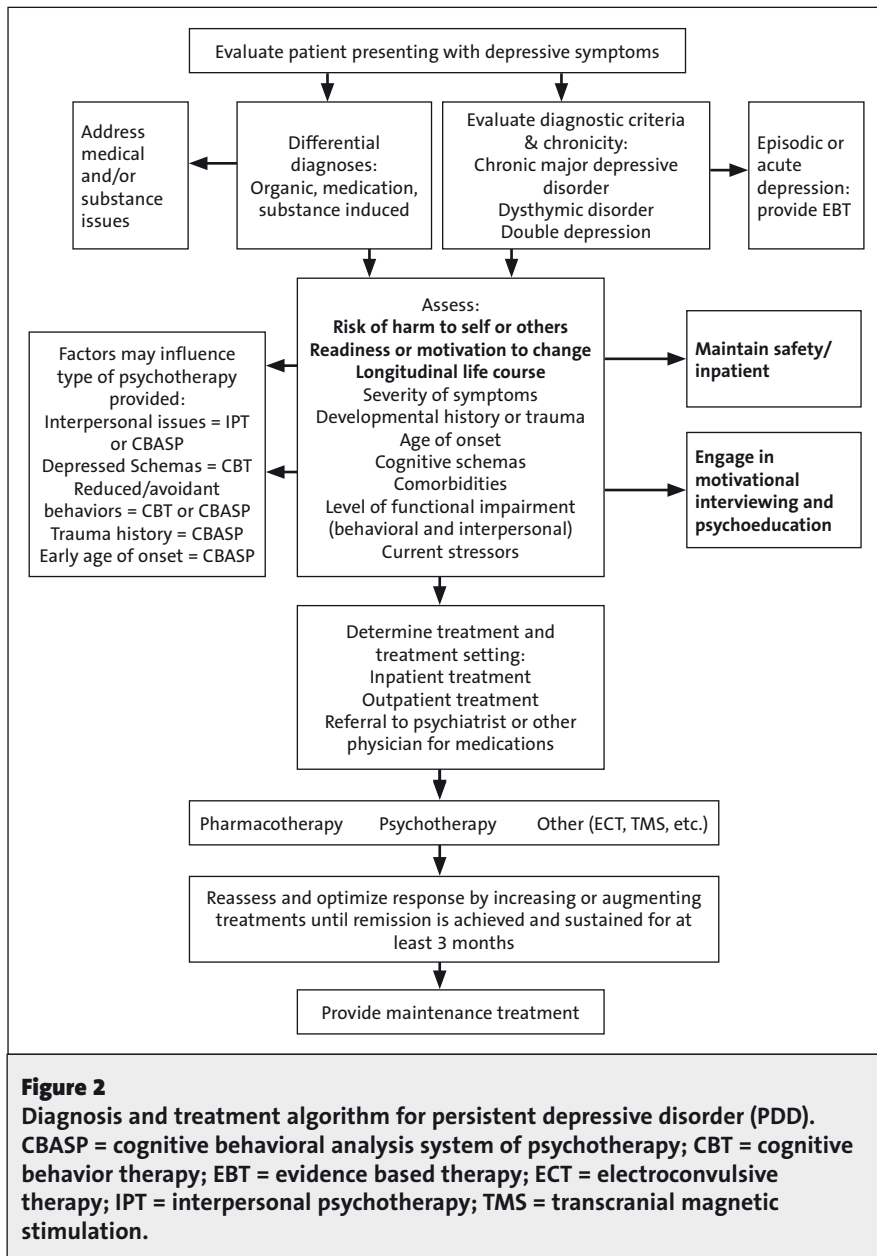 Evaluate patient presenting with depressive symptoms
Address
medical
and/or
substance
issues
Differential
diagnoses:
Organic, medication,
substance induced
Evaluate diagnostic criteria
& chronicity:
Chronic major depressive
disorder
Dysthymic disorder
Double depression
Episodic or
acute
depression:
provide EBT
Factors may influence
type of psychotherapy
provided:
Interpersonal issues = IPT
or CBASP
Depressed Schemas = CBT
Reduced/avoidant
behaviors = CBT or CBASP
Trauma history = CBASP
Early age of onset = CBASP
Assess:
Risk of harm to self or others
Readiness or motivation to change
Longitudinal life course
Severity of symptoms
Developmental history or trauma
Age of onset
Cognitive schemas
Comorbidities
Level of functional impairment
(behavioral and interpersonal)
Current stressors
Maintain safety/
inpatient
Engage in
motivational
interviewing and
psychoeducation
Determine treatment and
treatment setting:
Inpatient treatment
Outpatient treatment
Referral to psychiatrist or other
physician for medications
Pharmacotherapy Psychotherapy Other (ECT, TMS, etc.)
Reassess and optimize response by increasing or augmenting
treatments until remission is achieved and sustained for at
least 3 months
Provide maintenance treatment
Figure 2
Diagnosis and treatment algorithm for persistent depressive disorder (PDD).
CBASP = cognitive behavioral analysis system of psychotherapy; CBT = cognitive
behavior therapy; EBT = evidence based therapy; ECT = electroconvulsive
therapy; IPT = interpersonal psychotherapy; TMS = transcranial magnetic
stimulation.